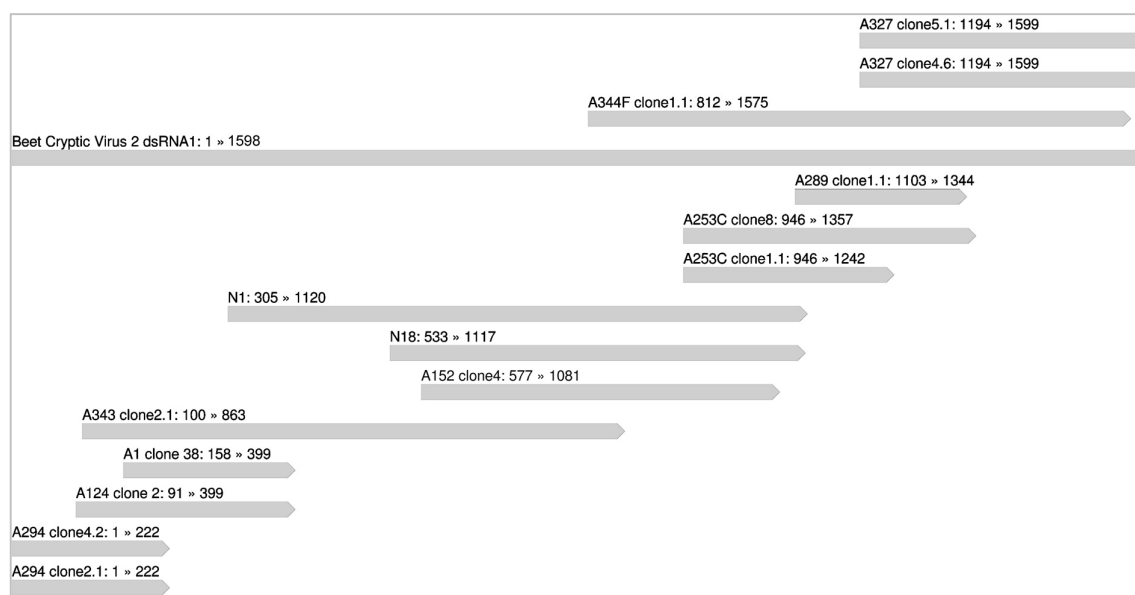 A327 clone5.1: 1194 » 1599
A327 clone4.6: 1194 » 1599
A344F clone1.1: 812 » 1575
Beet Cryptic Virus 2 dsRNA1: 1 » 1598
A289 clone1.1: 1103 » 1344
A253C clone8: 946 » 1357
A253C clone1.1: 946 » 1242
N1: 305 » 1120
N18: 533 » 1117
A152 clone4: 577 » 1081
A343 clone2.1: 100 » 863
A1 clone 38: 158 » 399
A124 clone 2: 91 » 399
A294 clone4.2: 1 » 222
A294 clone2.1: 1 » 222